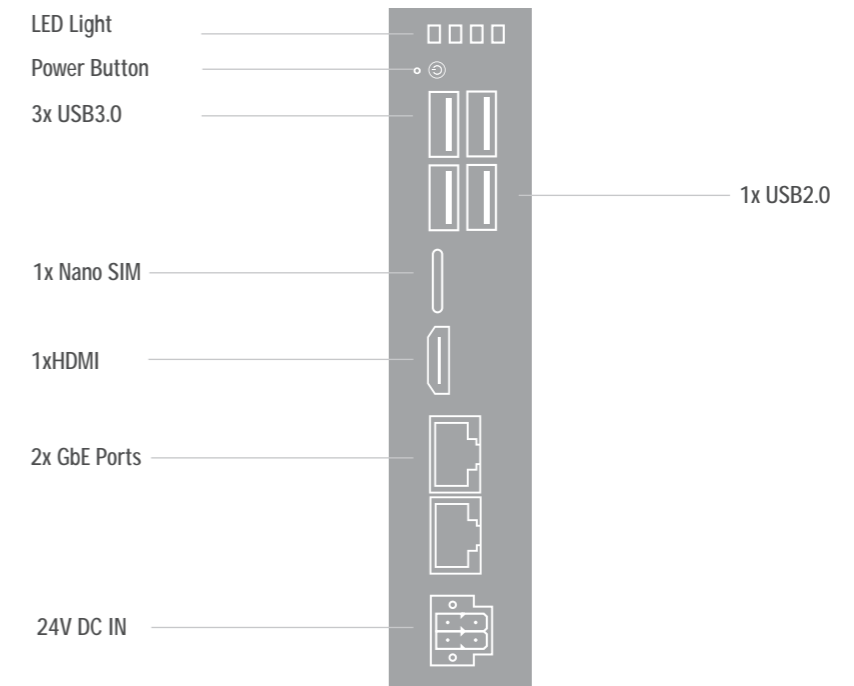 LED Light
Power Button
3x USB3.0
1x USB2.0
1x Nano SIM
1xHDMI
2x GbE Ports
24V DC IN